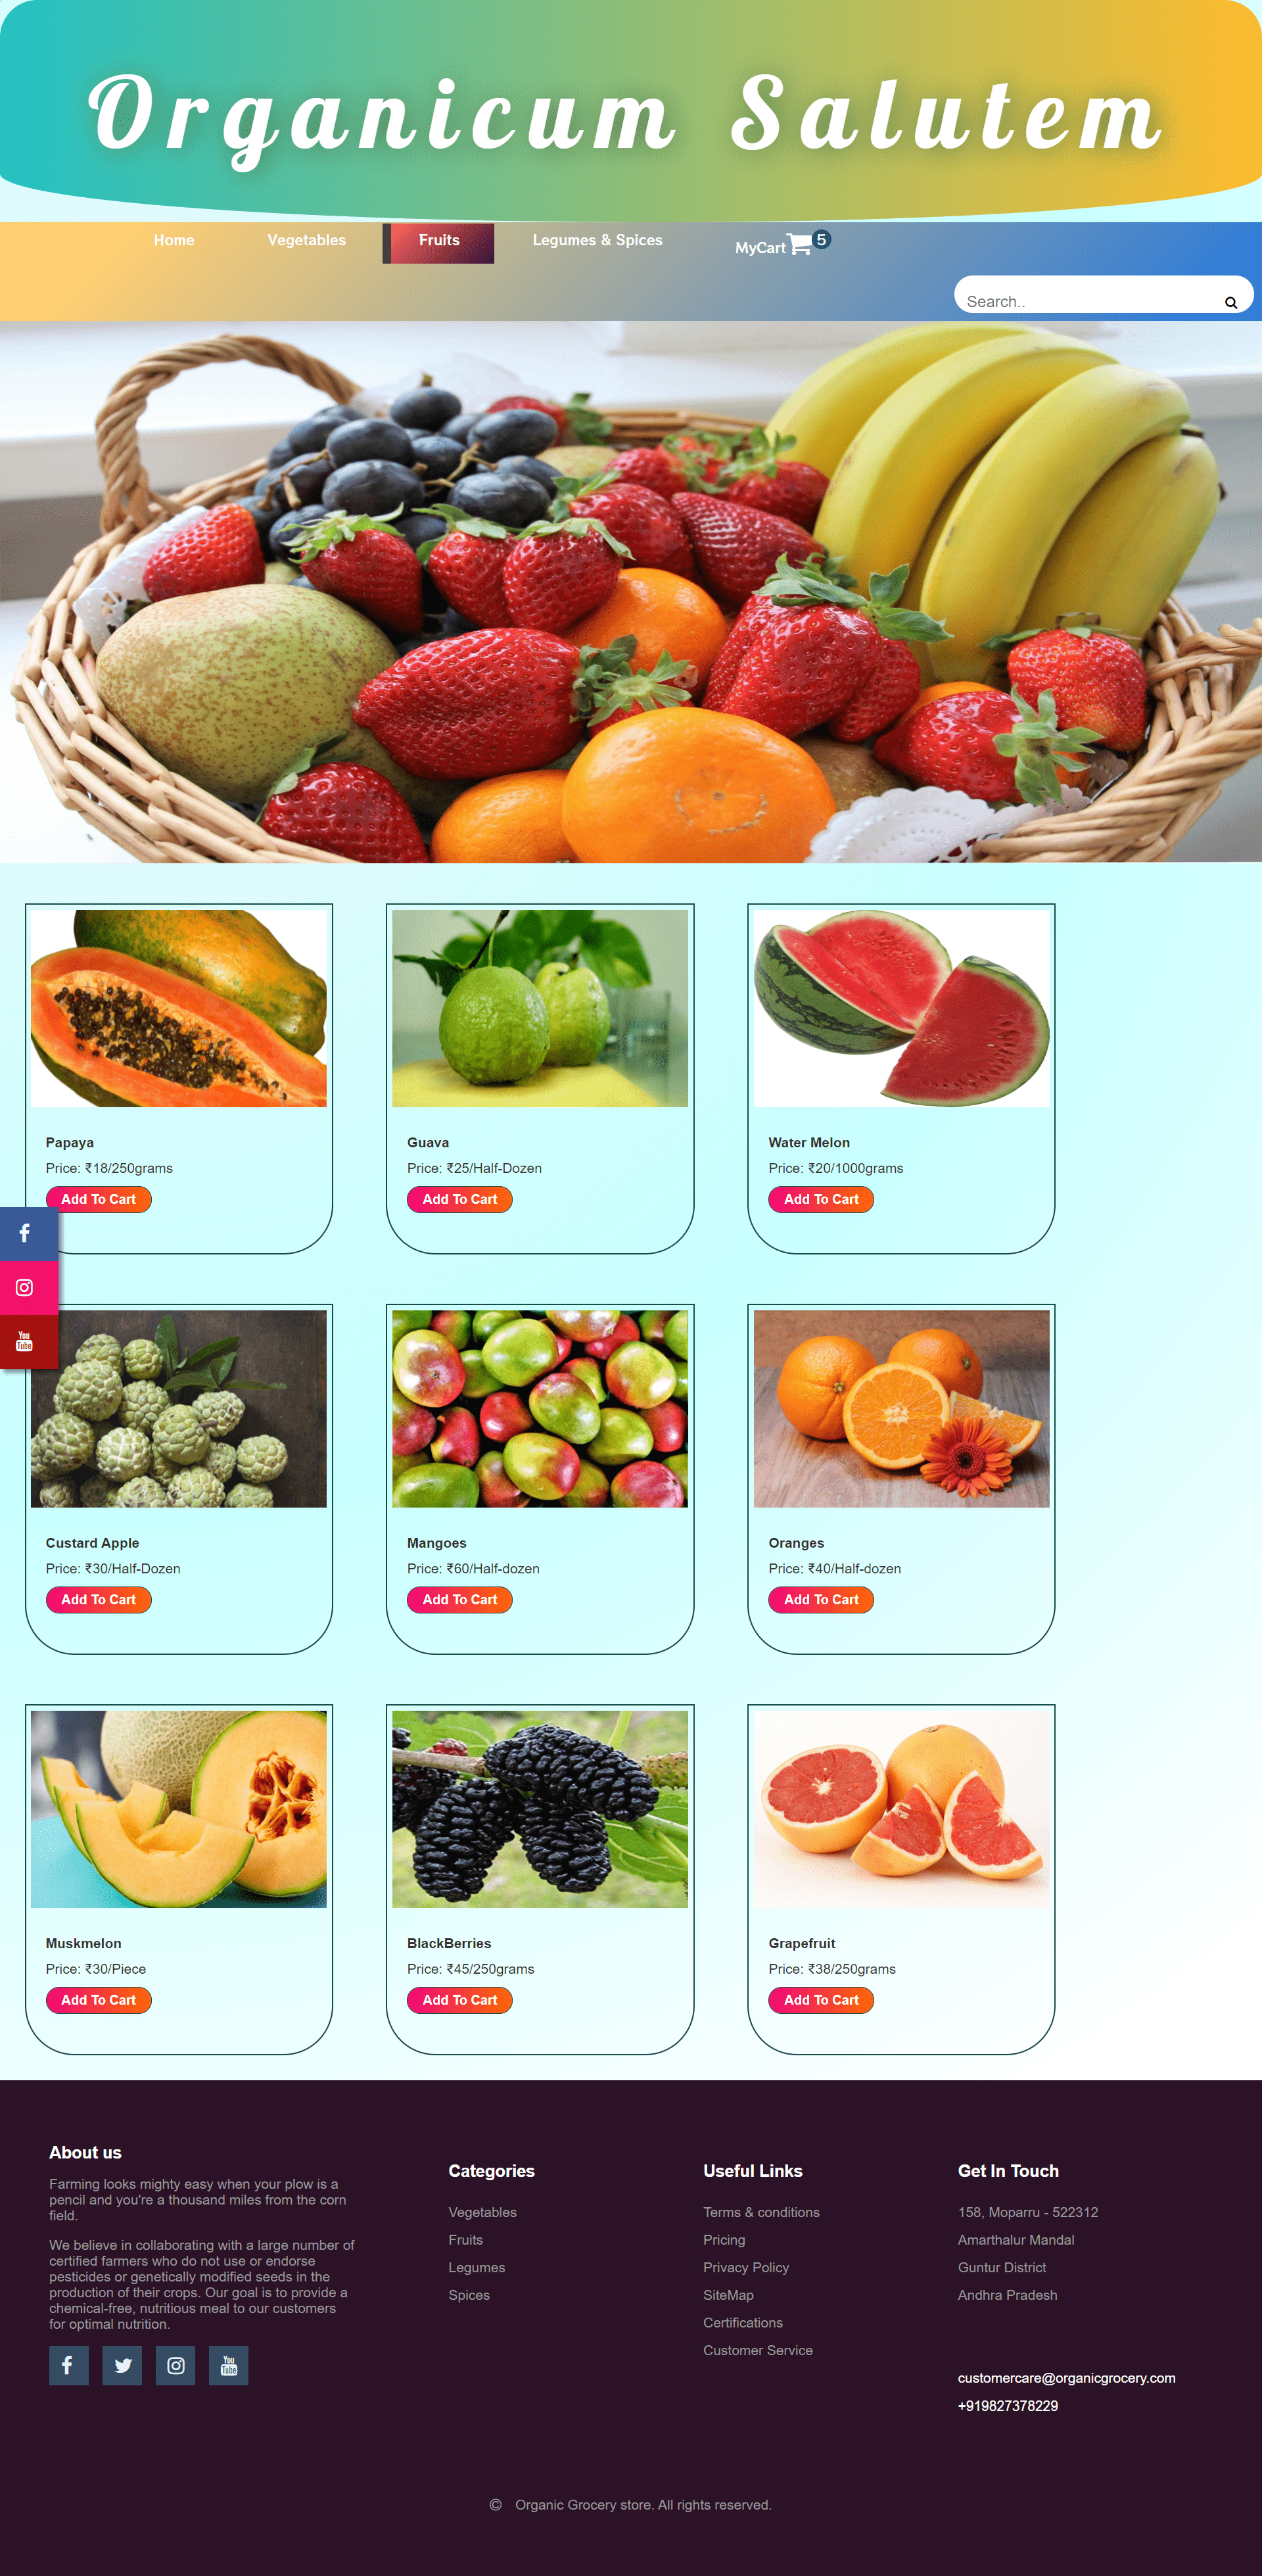 Organicum Salutem
Home Vegetables Fruits Legumes & Spices MyCart 5
Search..
Papaya
Price: ₹18/250grams
Add To Cart
Guava
Price: ₹25/Half-Dozen
Add To Cart
Water Melon
Price: ₹20/1000grams
Add To Cart
You
Tube
Custard Apple
Price: ₹30/Half-Dozen
Add To Cart
Mangoes
Price: ₹60/Half-dozen
Add To Cart
Oranges
Price: ₹40/Half-dozen
Add To Cart
Muskmelon
Price: ₹30/Piece
Add To Cart
BlackBerries
Price: ₹45/250grams
Add To Cart
Grapefruit
Price: ₹38/250grams
Add To Cart
About us
Farming looks mighty easy when your plow is a
pencil and you're a thousand miles from the corn
field.
We believe in collaborating with a large number of
certified farmers who do not use or endorse
pesticides or genetically modified seeds in the
production of their crops. Our goal is to provide a
chemical-free, nutritious meal to our customers
for optimal nutrition.
You
Tube
Categories
Vegetables
Fruits
Legumes
Spices
Useful Links
Terms & conditions
Pricing
Privacy Policy
SiteMap
Certifications
Customer Service
Get In Touch
158, Moparru - 522312
Amarthalur Mandal
Guntur District
Andhra Pradesh
customercare@organicgrocery.com
+919827378229
© Organic Grocery store. All rights reserved.